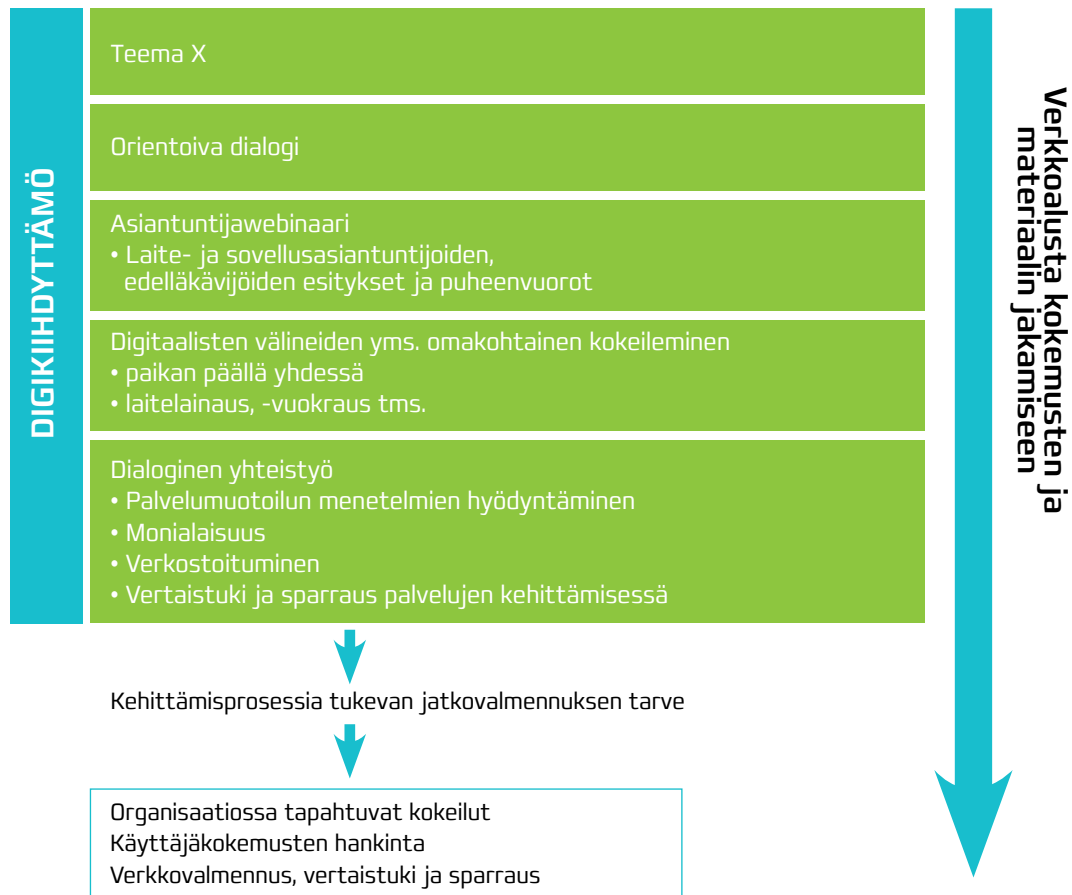 DIGIKIIHDYTTÄMÖ
Teema X
Orientoiva dialogi
Asiantuntijawebinaari
• Laite- ja sovellusasiantuntijoiden,
edelläkävijöiden esitykset ja puheenvuorot
Digitaalisten välineiden yms. omakohtainen kokeileminen
• paikan päällä yhdessä
• laitelainaus, -vuokraus tms.
Dialoginen yhteistyö
• Palvelumuotoilun menetelmien hyödyntäminen
• Monialaisuus
• Verkostoituminen
• Vertaistuki ja sparraus palvelujen kehittämisessä
Kehittämisprosessia tukevan jatkovalmennuksen tarve
Organisaatiossa tapahtuvat kokeilut
Käyttäjäkokemusten hankinta
Verkkovalmennus, vertaistuki ja sparraus
Verkkoalusta kokemusten ja
materiaalin jakamiseen